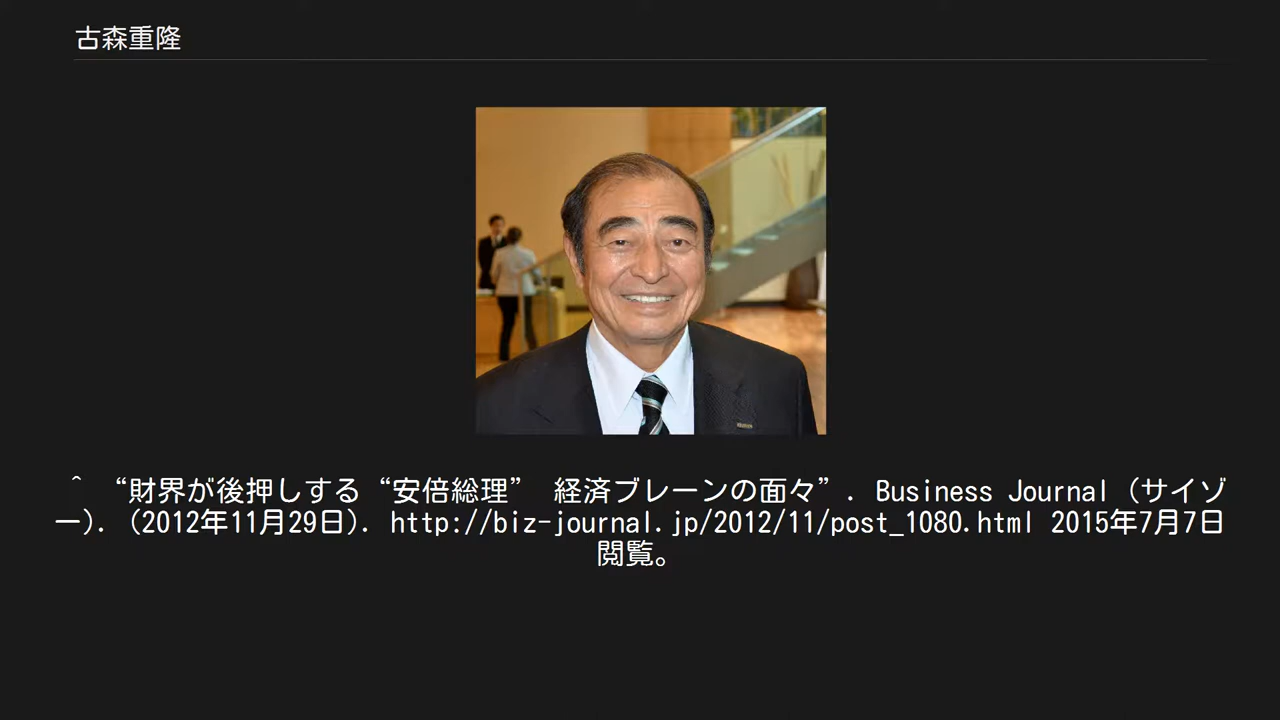 古森重隆
^ “財界が後押しする“安倍総理” 経済ブレーンの面々”. Business Journal (サイゾ
ー). (2012年11月29日). http://biz-journal.jp/2012/11/post_1080.html 2015年7月7日
閲覧。